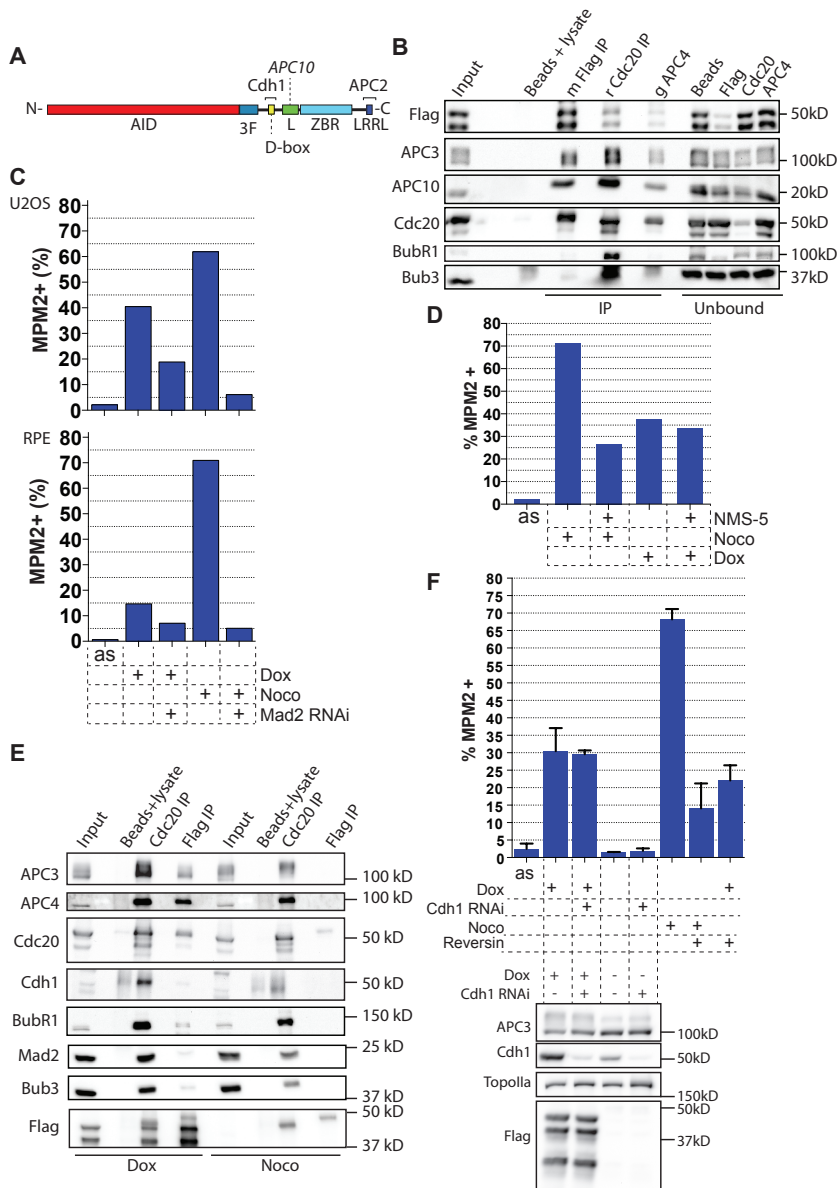 A
Cdh1 APC10 APC2
N- -C
AID 3F L ZBR LRRL
D-box
B
Input Beads + lysate m Flag IP r Cdc20 IP g APC4 Beads Flag Cdc20 APC4
Flag 50kD
APC3 100kD
APC10 20kD
Cdc20 50kD
BubR1 100kD
Bub3 37kD
IP Unbound
C
U2OS
MPM2+ (%)
80
70
60
50
40
30
20
10
0
RPE
MPM2+ (%)
80
70
60
50
40
30
20
10
0
as
+ + Dox
+ + Noco
+ + Mad2 RNAi
D
% MPM2 +
80
70
60
50
40
30
20
10
0
as
+ + NMS-5
+ + Noco
+ + Dox
E
Input Beads+lysate Cdc20 IP Flag IP Input Beads+lysate Cdc20 IP Flag IP
APC3 100 kD
APC4 100 kD
Cdc20 50 kD
Cdh1 50 kD
BubR1 150 kD
Mad2 25 kD
Bub3 37 kD
Flag 50 kD
37 kD
Dox Noco
F
% MPM2 +
80
75
70
65
60
55
50
45
40
35
30
25
20
15
10
5
0
as
Dox + + +
Cdh1 RNAi + +
Noco + +
Reversin + +
Dox + + - -
Cdh1 RNAi - + - +
APC3 100kD
Cdh1 50kD
TopoIIa 150kD
Flag 50kD
37kD